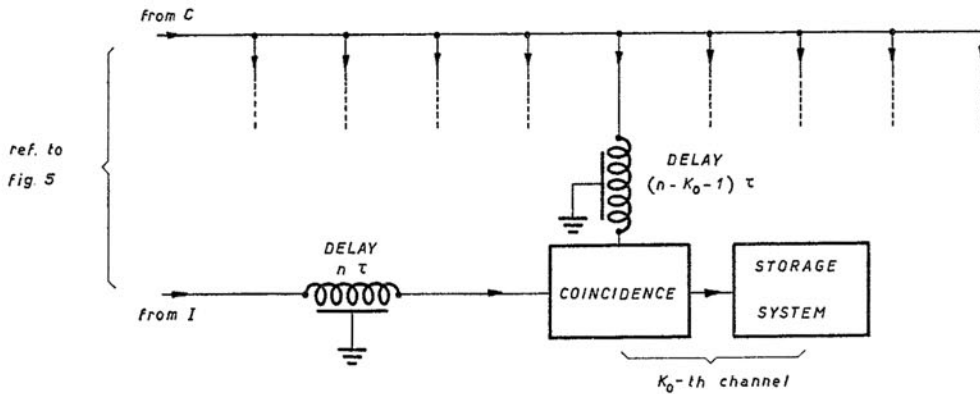 from C
ref. to
fig. 5
DELAY
(n - K₀ - 1) τ
DELAY
n τ
from I
COINCIDENCE
STORAGE
SYSTEM
K₀-th channel